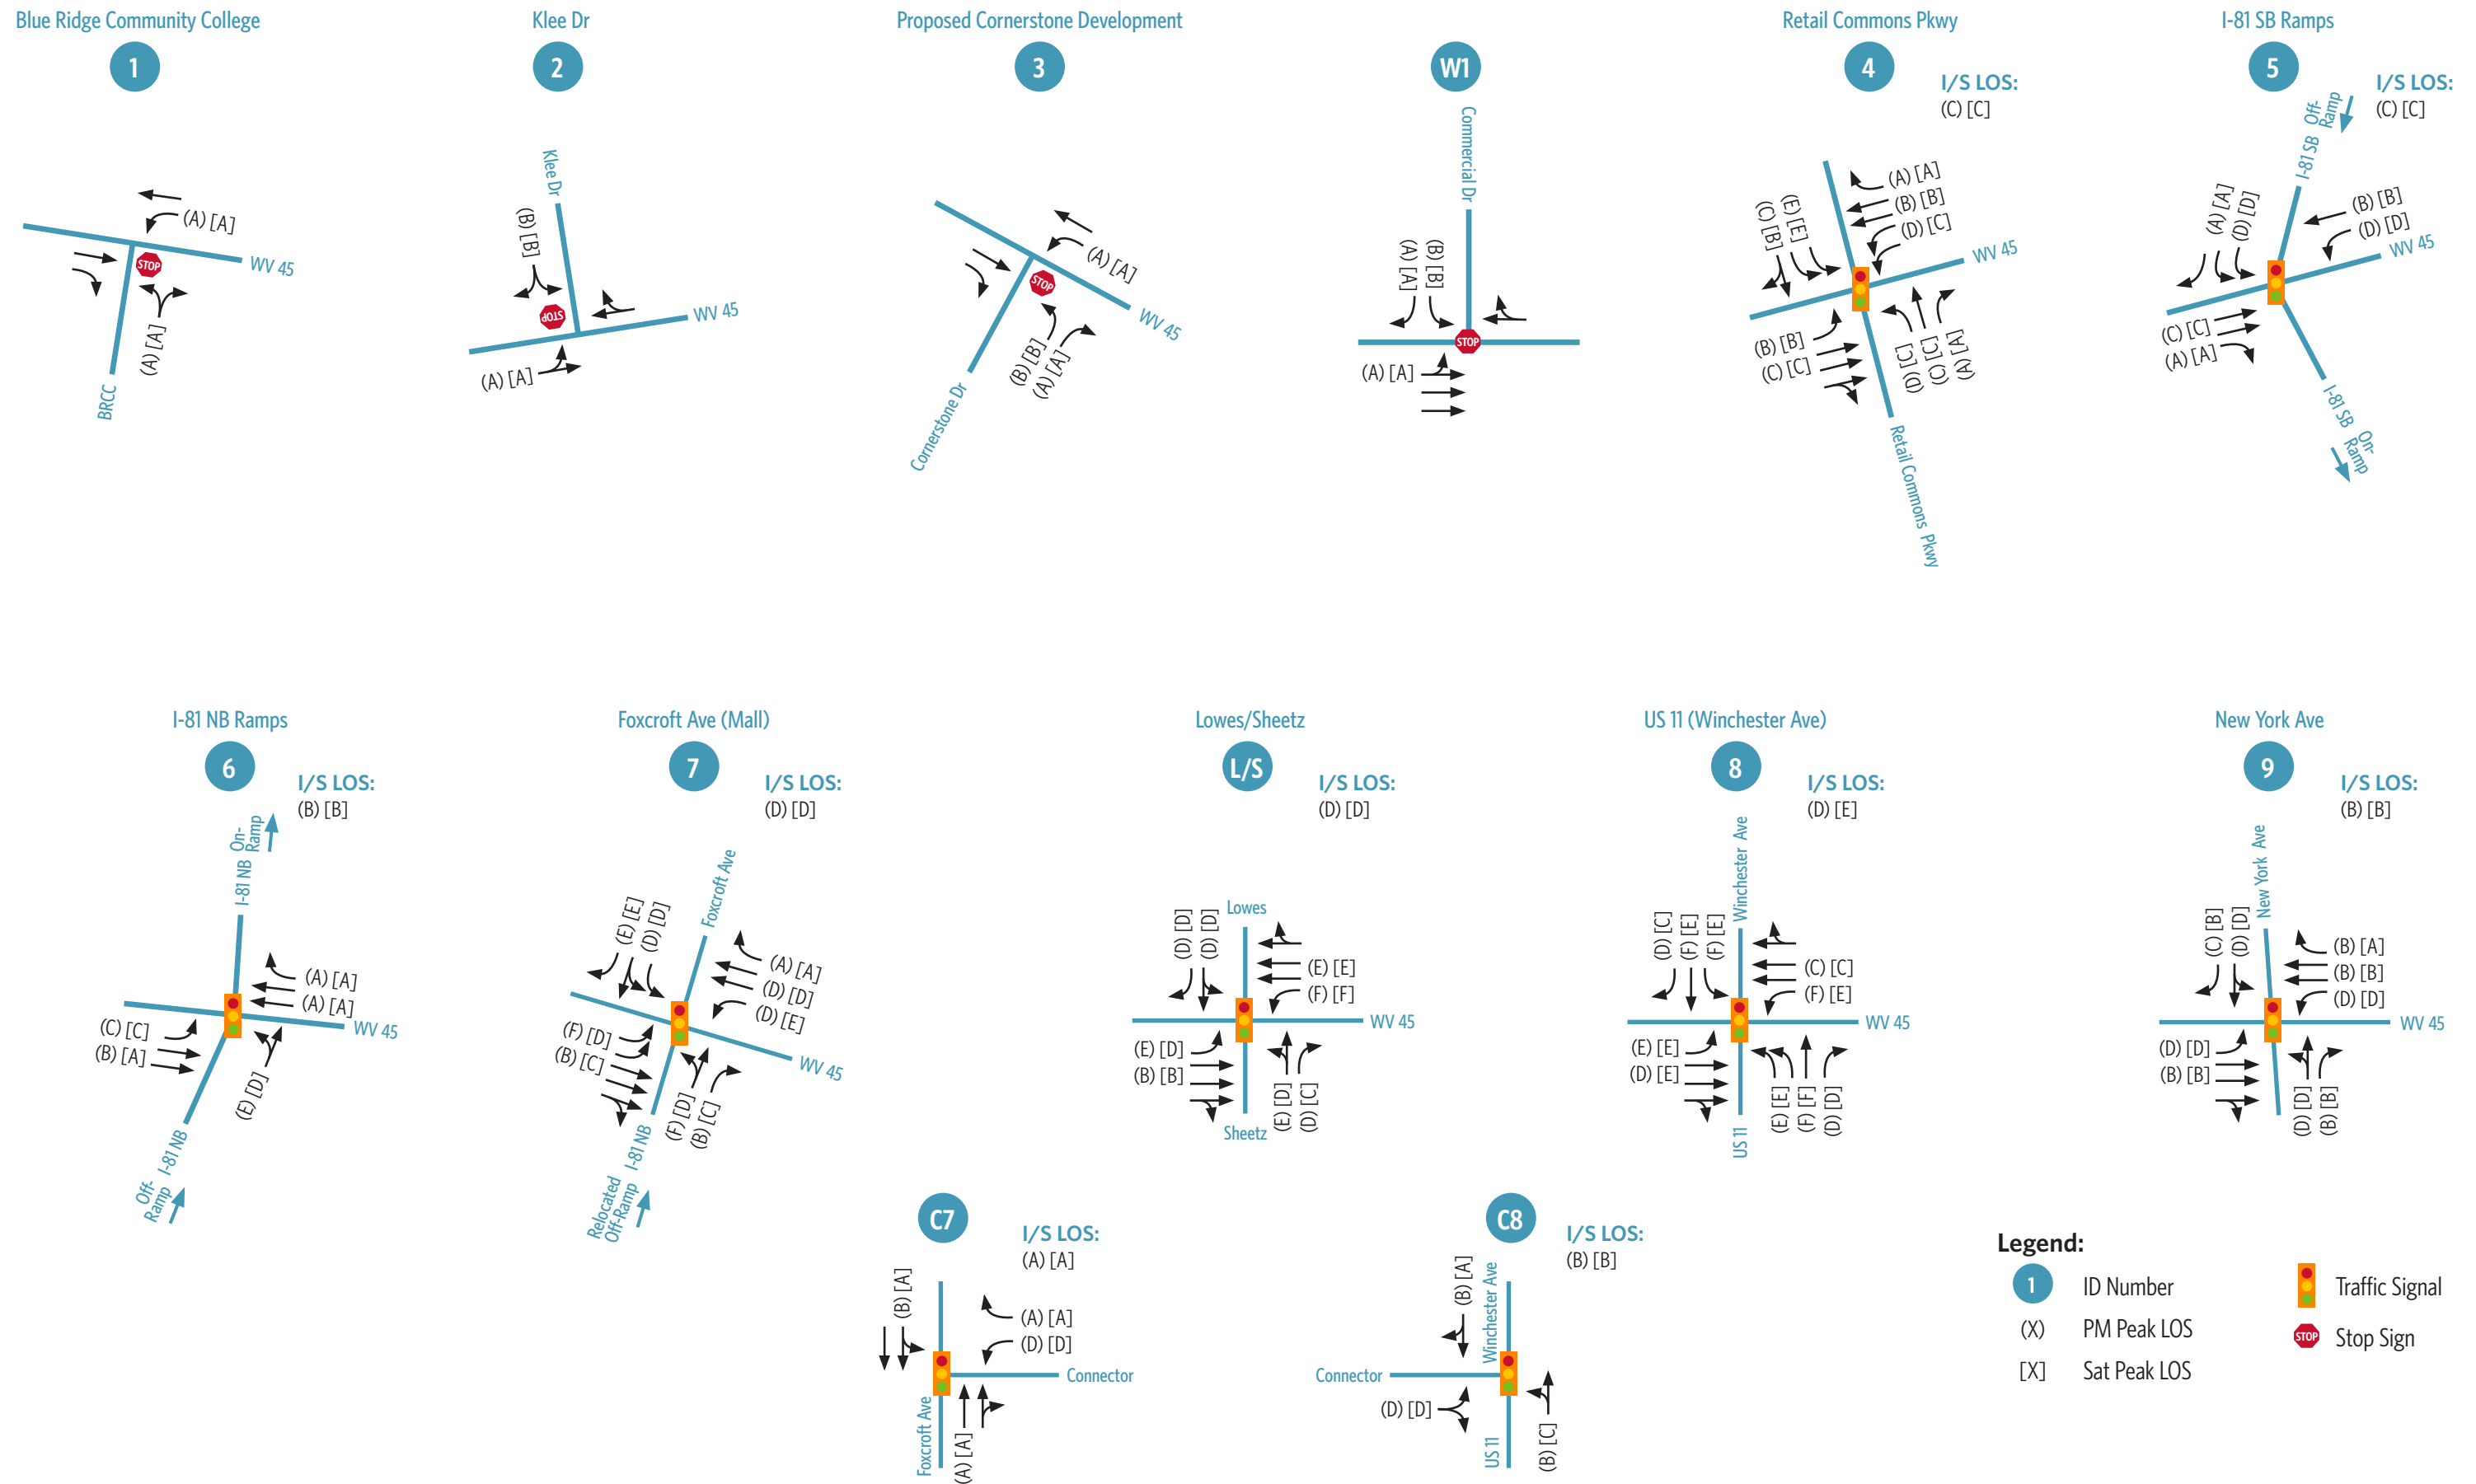 Blue Ridge Community College
1
(A) [A]
WV 45
STOP
(A) [A]
BRCC
Klee Dr
2
Klee Dr
(B) [B]
STOP
WV 45
(A) [A]
Proposed Cornerstone Development
3
(A) [A]
STOP
WV 45
(B) [B]
(A) [A]
Cornerstone Dr
W1
Commercial Dr
(A) [A]
(B) [B]
STOP
(A) [A]
Retail Commons Pkwy
4
I/S LOS:
(C) [C]
(A) [A]
(B) [B]
(D) [C]
(C) [B]
(E) [E]
WV 45
(B) [B]
(C) [C]
(D) [C]
(C) [C]
(A) [A]
Retail Commons Pkwy
I-81 SB Ramps
5
I/S LOS:
(C) [C]
I-81 SB Off-
Ramp
(A) [A]
(D) [D]
(B) [B]
(D) [D]
WV 45
(C) [C]
(A) [A]
I-81 SB On-
Ramp
I-81 NB Ramps
6
I/S LOS:
(B) [B]
I-81 NB On-
Ramp
(A) [A]
(A) [A]
WV 45
(C) [C]
(B) [A]
(E) [D]
Off-
Ramp I-81 NB
Foxcroft Ave (Mall)
7
I/S LOS:
(D) [D]
Foxcroft Ave
(E) [E]
(D) [D]
(A) [A]
(D) [D]
(D) [E]
WV 45
(F) [D]
(B) [C]
(F) [D]
(B) [C]
Relocated I-81 NB
Off-Ramp
Lowes/Sheetz
L/S
I/S LOS:
(D) [D]
Lowes
(D) [D]
(D) [D]
(E) [E]
(F) [F]
WV 45
(E) [D]
(B) [B]
(E) [D]
(D) [C]
Sheetz
US 11 (Winchester Ave)
8
I/S LOS:
(D) [E]
Winchester Ave
(D) [C]
(F) [E]
(F) [E]
(C) [C]
(F) [E]
WV 45
(E) [E]
(D) [E]
(E) [E]
(F) [F]
(D) [D]
US 11
New York Ave
9
I/S LOS:
(B) [B]
New York Ave
(C) [B]
(D) [D]
(B) [A]
(B) [B]
(D) [D]
WV 45
(D) [D]
(B) [B]
(D) [D]
(B) [B]
C7
I/S LOS:
(A) [A]
(B) [A]
(A) [A]
(D) [D]
Connector
Foxcroft Ave
(A) [A]
C8
I/S LOS:
(B) [B]
(B) [A]
Winchester Ave
Connector
(D) [D]
US 11
(B) [C]
Legend:
1 ID Number
(X) PM Peak LOS
[X] Sat Peak LOS
Traffic Signal
STOP Stop Sign